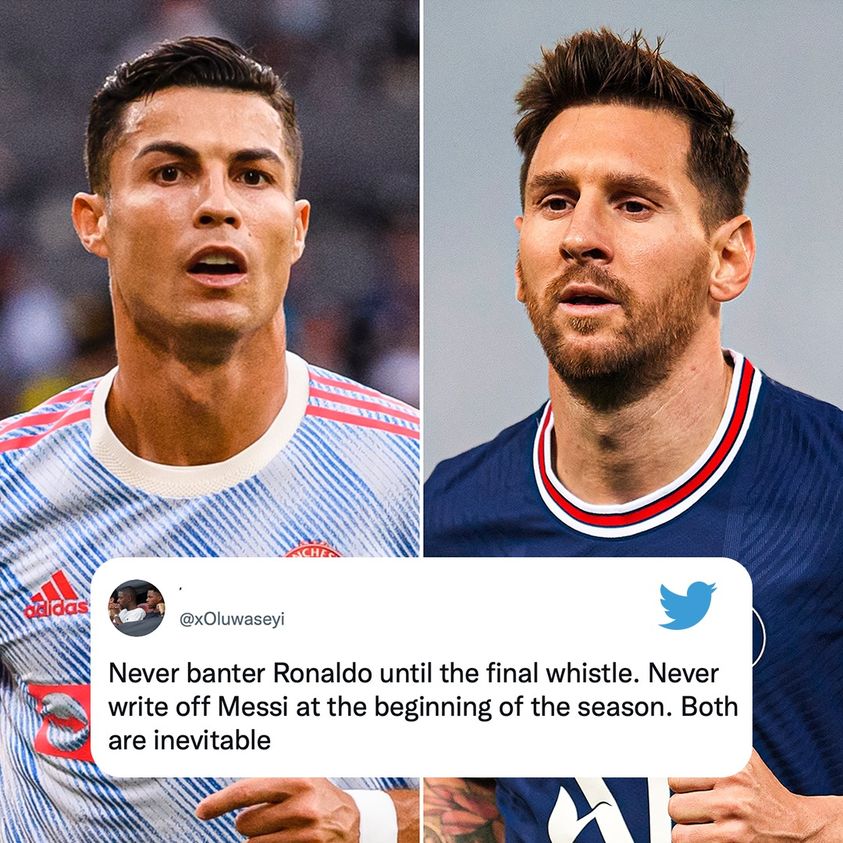 CHES
adidas
@xOluwaseyi
Never banter Ronaldo until the final whistle. Never
write off Messi at the beginning of the season. Both
are inevitable